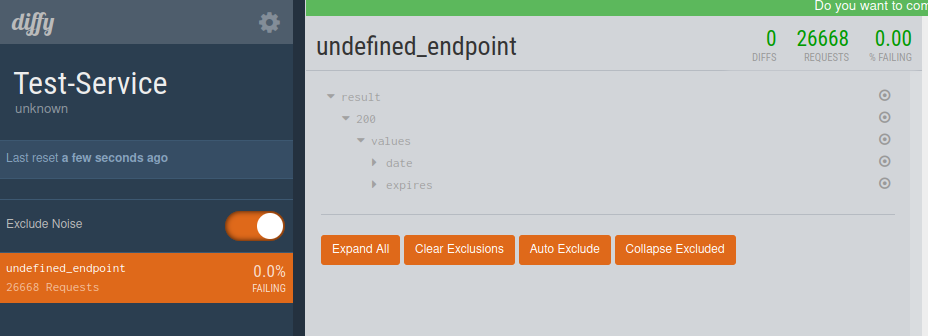 diffy
Test-Service
unknown
Last reset a few seconds ago
Exclude Noise
undefined_endpoint
0.0%
26668 Requests
FAILING
Do you want to com
undefined_endpoint
0
26668
0.00
DIFFS
REQUESTS
% FAILING
result
200
values
date
expires
Expand All
Clear Exclusions
Auto Exclude
Collapse Excluded